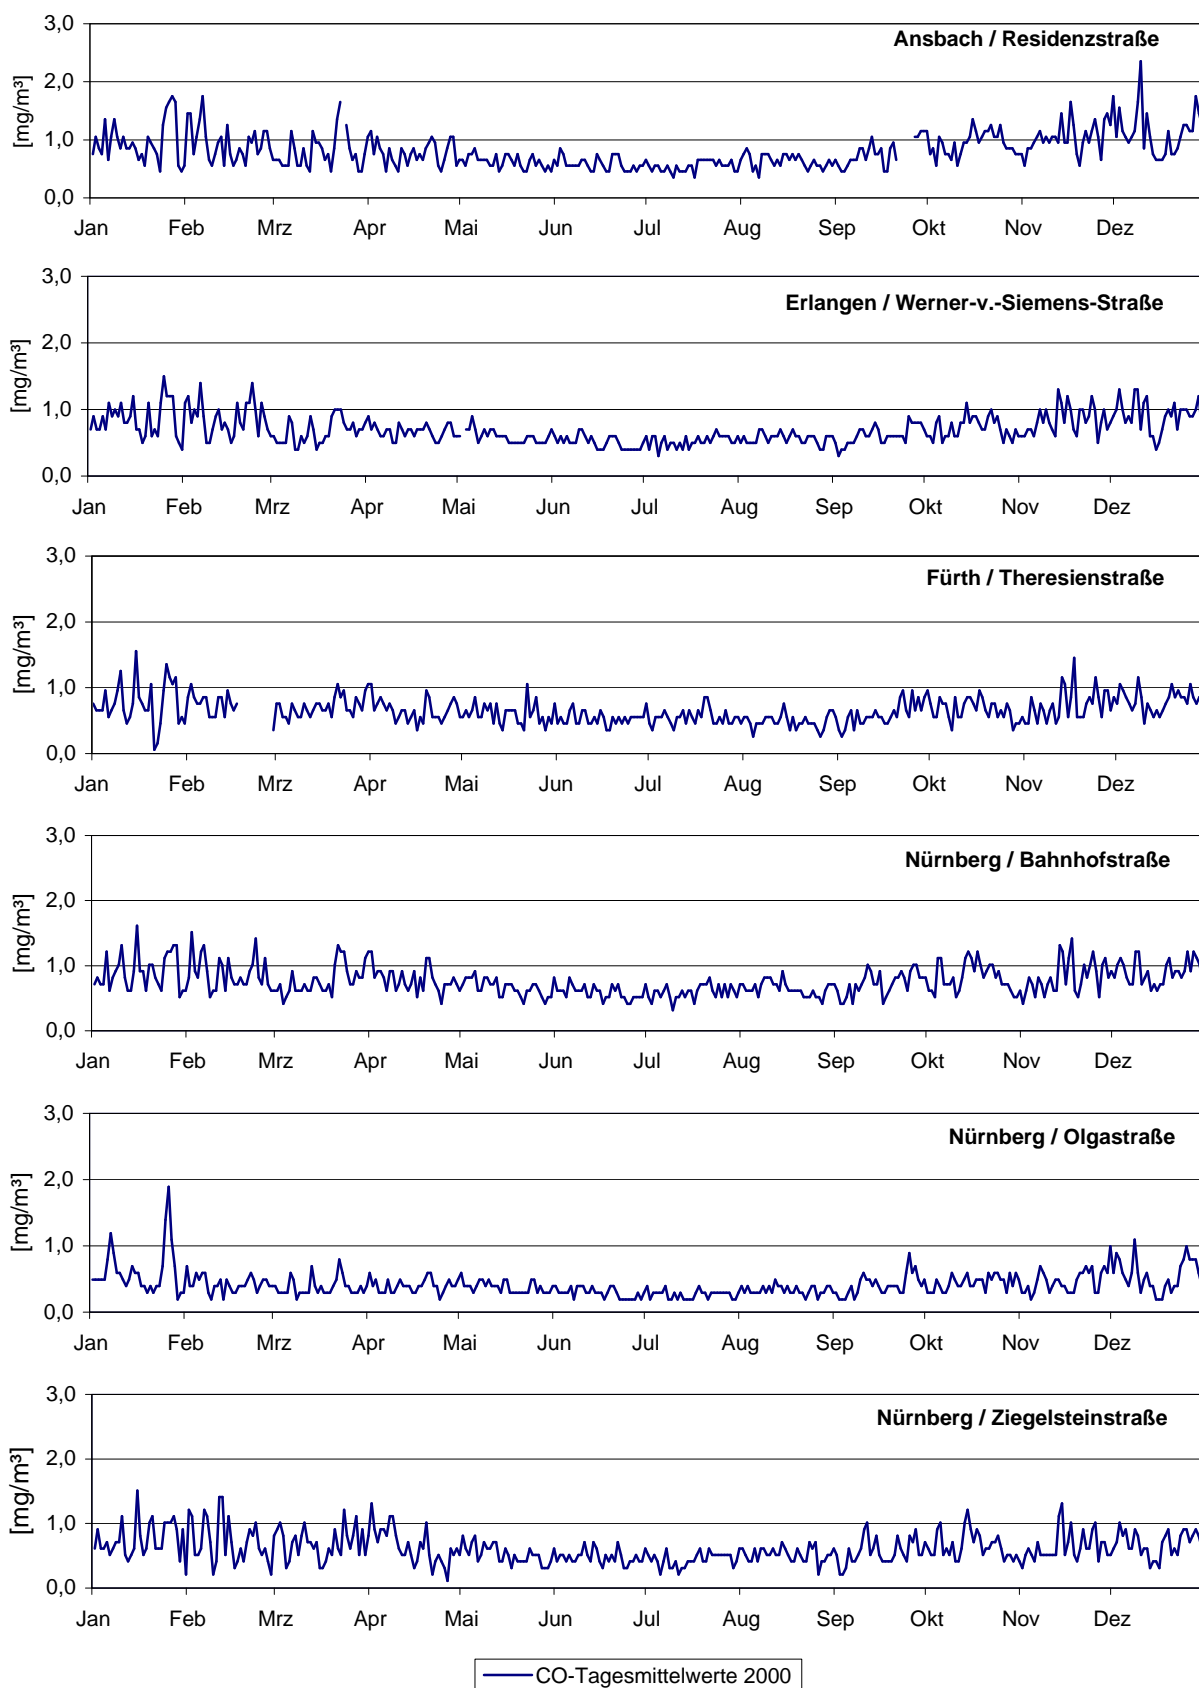 Ansbach / Residenzstraße
[mg/m³]
3,0
2,0
1,0
0,0
Jan Feb Mrz Apr Mai Jun Jul Aug Sep Okt Nov Dez
Erlangen / Werner-v.-Siemens-Straße
[mg/m³]
3,0
2,0
1,0
0,0
Jan Feb Mrz Apr Mai Jun Jul Aug Sep Okt Nov Dez
Fürth / Theresienstraße
[mg/m³]
3,0
2,0
1,0
0,0
Jan Feb Mrz Apr Mai Jun Jul Aug Sep Okt Nov Dez
Nürnberg / Bahnhofstraße
[mg/m³]
3,0
2,0
1,0
0,0
Jan Feb Mrz Apr Mai Jun Jul Aug Sep Okt Nov Dez
Nürnberg / Olgastraße
[mg/m³]
3,0
2,0
1,0
0,0
Jan Feb Mrz Apr Mai Jun Jul Aug Sep Okt Nov Dez
Nürnberg / Ziegelsteinstraße
[mg/m³]
3,0
2,0
1,0
0,0
Jan Feb Mrz Apr Mai Jun Jul Aug Sep Okt Nov Dez
CO-Tagesmittelwerte 2000